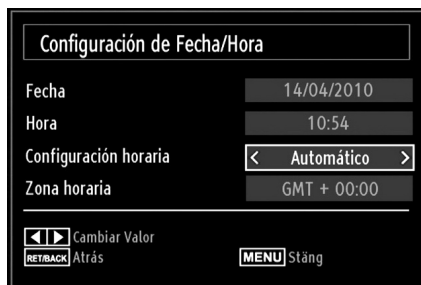 Configuración de Fecha/Hora
Fecha 14/04/2010
Hora 10:54
Configuración horaria < Automático >
Zona horaria GMT + 00:00
Cambiar Valor
RET/BACK Atrás MENU Stäng